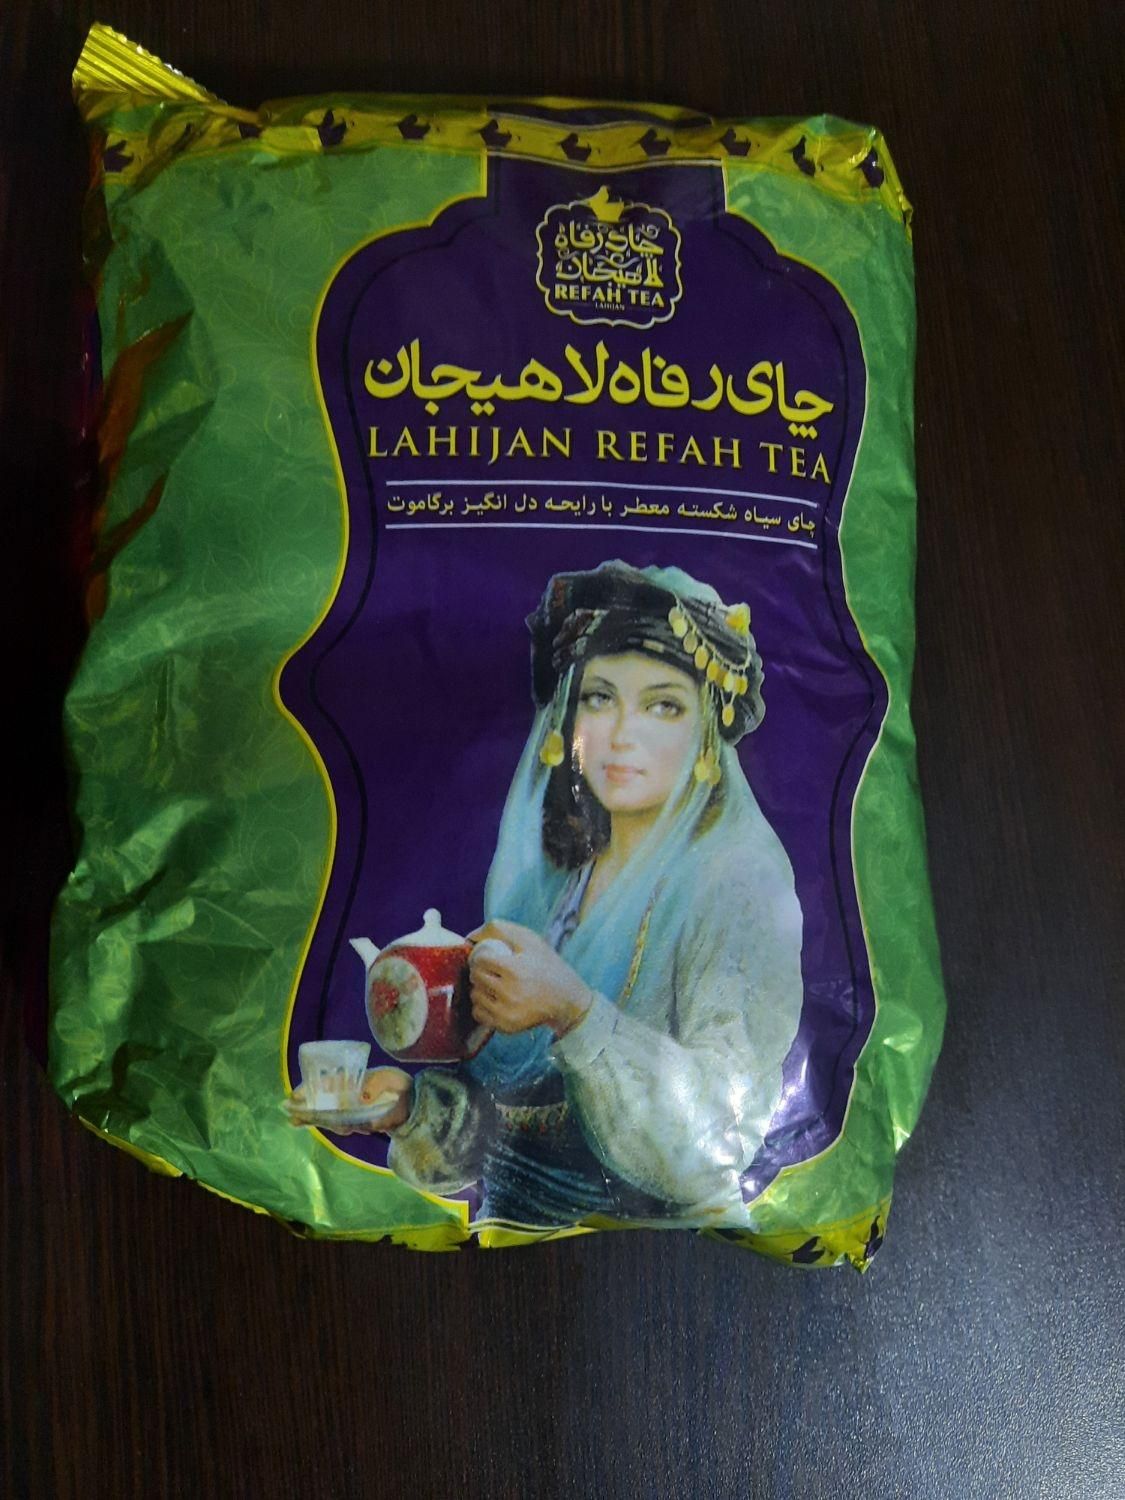 چای رفاه
لاهیجان
REFAH TEA
LAHIJAN
چای رفاه لاهیجان
LAHIJAN REFAH TEA
چای سیاه شکسته معطر با رایحه دل انگیز برگاموت